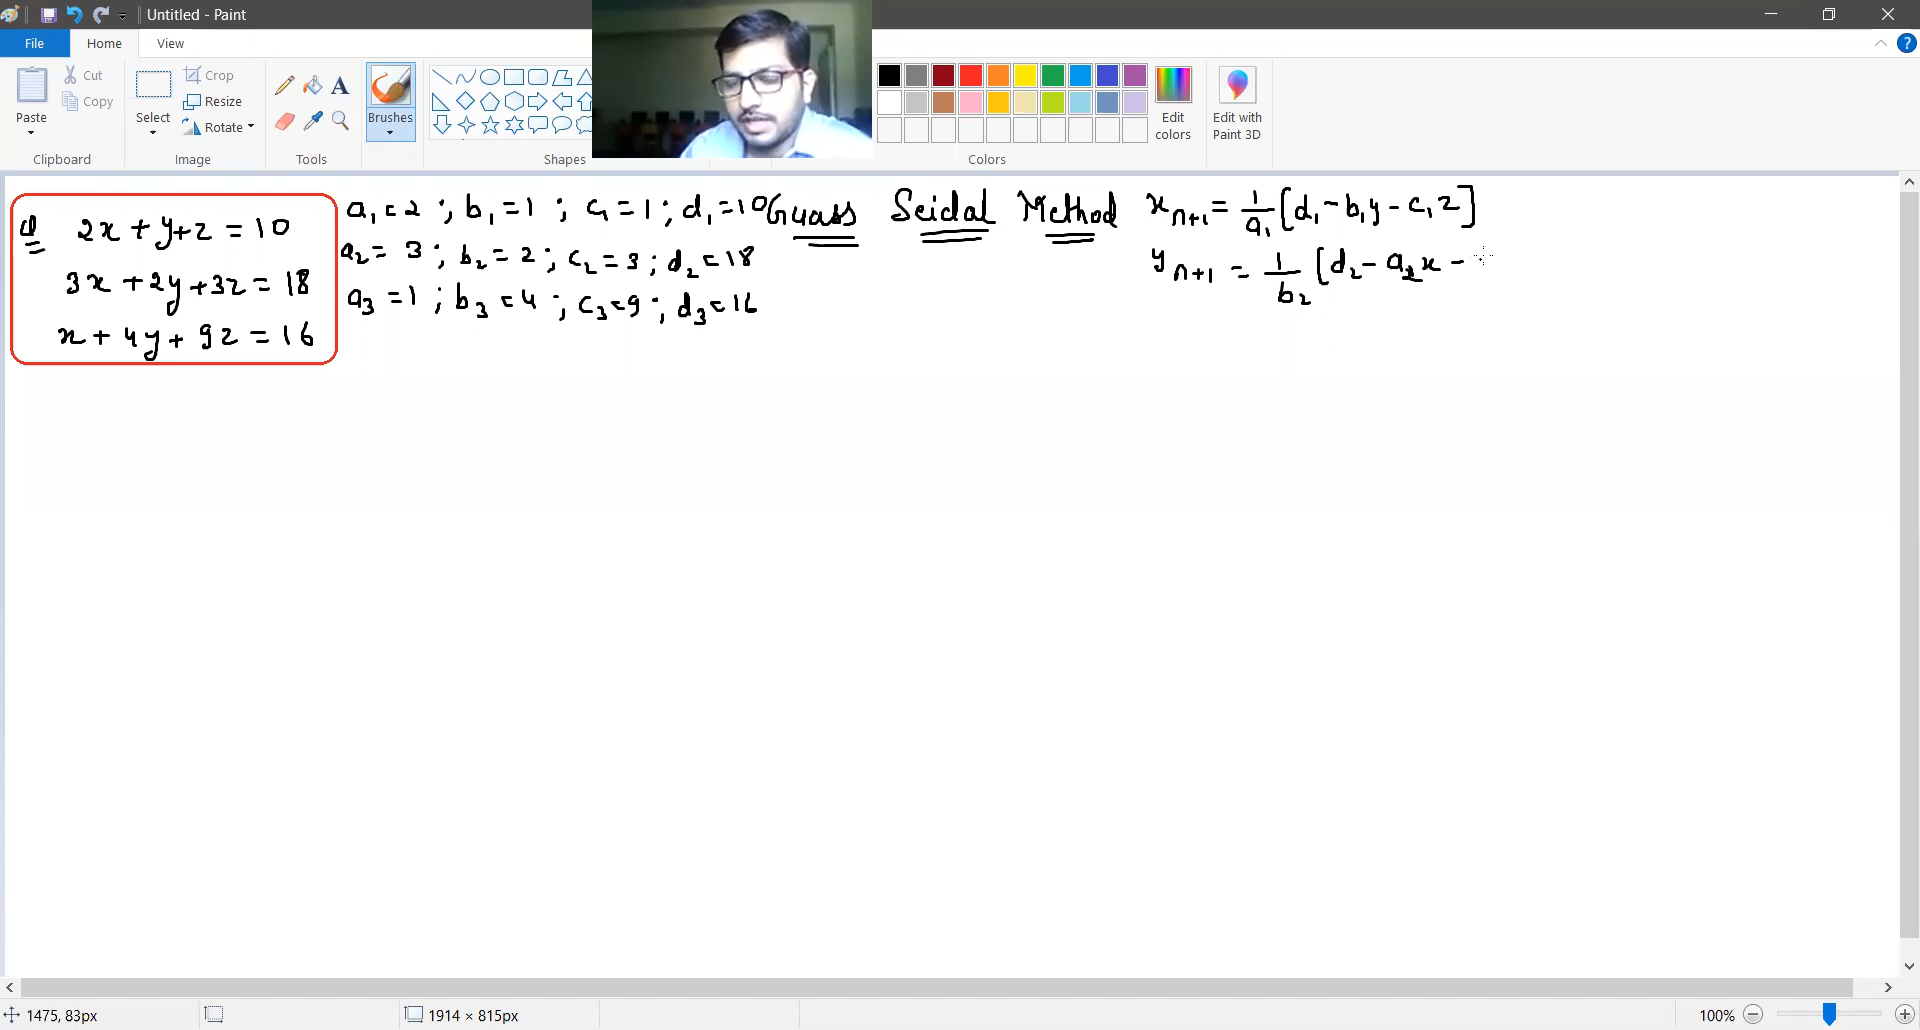 Untitled - Paint
File Home View
Paste
Cut
Copy
Clipboard
Select
Crop
Resize
Rotate
Image
Tools
Brushes
Shapes
Colors
Edit colors
Edit with Paint 3D
Q 2x + y + z = 10
3x + 2y + 3z = 18
x + 4y + 9z = 16
a₁ = 2 ; b₁ = 1 ; c₁ = 1 ; d₁ = 10
a₂ = 3 ; b₂ = 2 ; c₂ = 3 ; d₂ = 18
a₃ = 1 ; b₃ = 4 ; c₃ = 9 ; d₃ = 16
Guass Seidal Method
xₙ₊₁ = 1/a₁ [d₁ - b₁y - c₁z]
yₙ₊₁ = 1/b₂ [d₂ - a₂x -
1475, 83px
1914 × 815px
100%